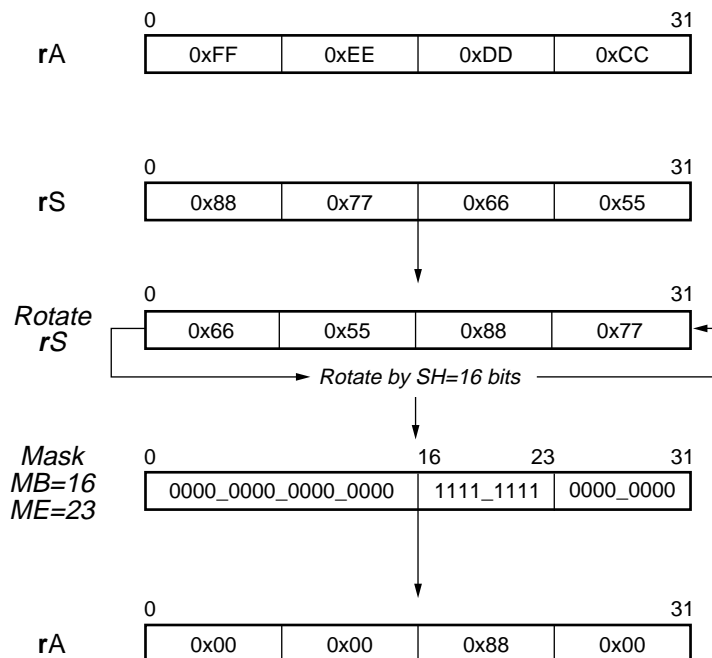 0 31
rA 0xFF 0xEE 0xDD 0xCC
0 31
rS 0x88 0x77 0x66 0x55
0 31
Rotate
rS
0x66 0x55 0x88 0x77
Rotate by SH=16 bits
Mask
MB=16
ME=23
0 16 23 31
0000_0000_0000_0000 1111_1111 0000_0000
0 31
rA 0x00 0x00 0x88 0x00